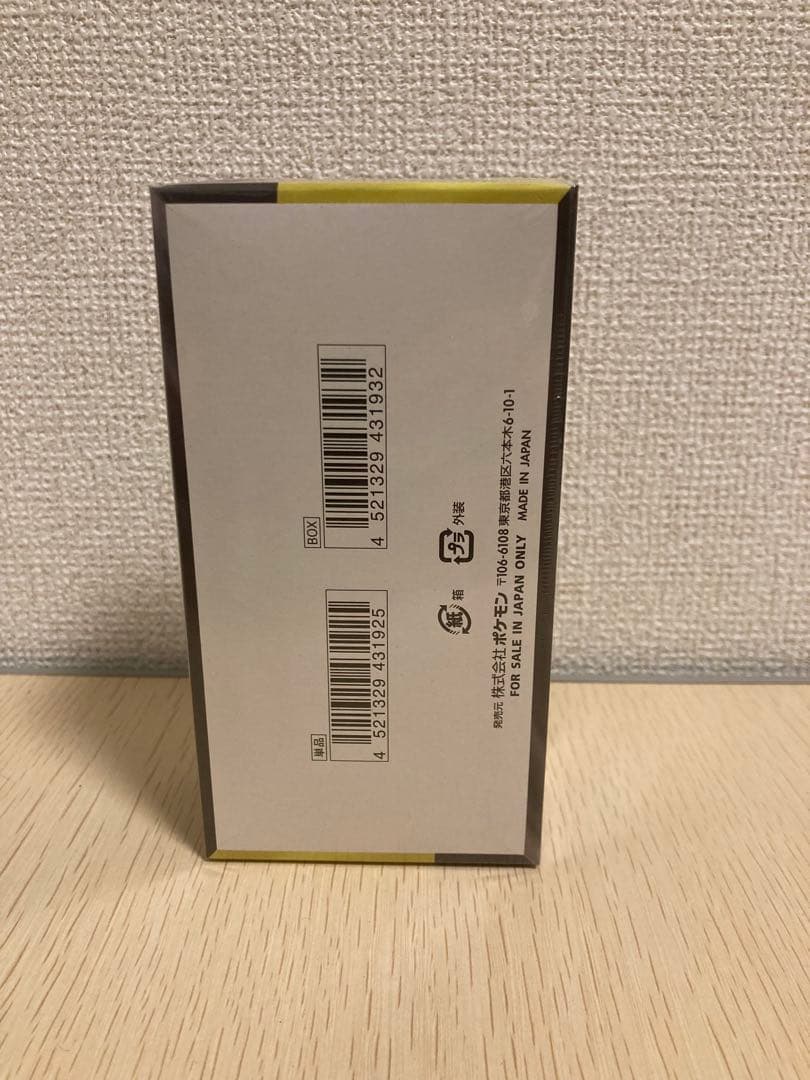 単品
4 521329 431925
BOX
4 521329 431932
紙 箱
プラ 外装
発売元 株式会社ポケモン 〒106-6108 東京都港区六本木6-10-1
FOR SALE IN JAPAN ONLY MADE IN JAPAN